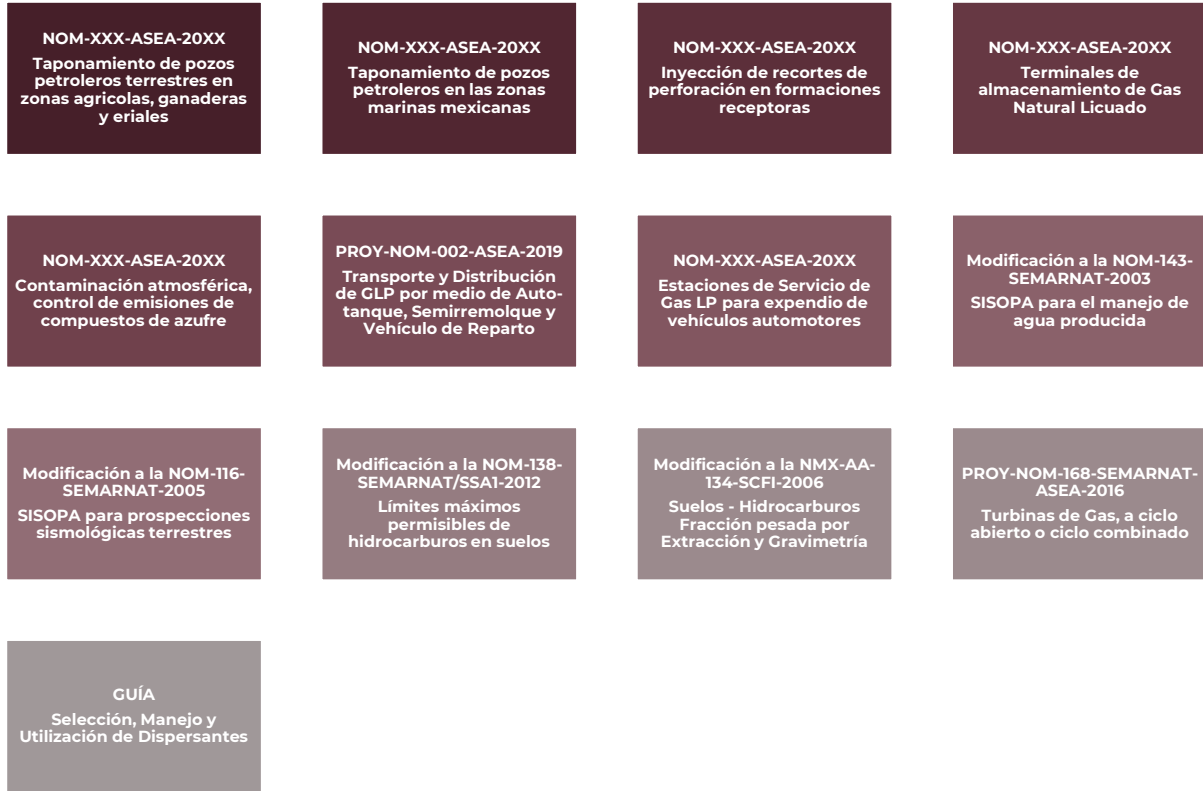 NOM-XXX-ASEA-20XX
Taponamiento de pozos
petroleros terrestres en
zonas agricolas, ganaderas
y eriales
NOM-XXX-ASEA-20XX
Taponamiento de pozos
petroleros en las zonas
marinas mexicanas
NOM-XXX-ASEA-20XX
Inyección de recortes de
perforación en formaciones
receptoras
NOM-XXX-ASEA-20XX
Terminales de
almacenamiento de Gas
Natural Licuado
NOM-XXX-ASEA-20XX
Contaminación atmosférica,
control de emisiones de
compuestos de azufre
PROY-NOM-002-ASEA-2019
Transporte y Distribución
de GLP por medio de Auto-
tanque, Semirremolque y
Vehículo de Reparto
NOM-XXX-ASEA-20XX
Estaciones de Servicio de
Gas LP para expendio de
vehículos automotores
Modificación a la NOM-143-
SEMARNAT-2003
SISOPA para el manejo de
agua producida
Modificación a la NOM-116-
SEMARNAT-2005
SISOPA para prospecciones
sismológicas terrestres
Modificación a la NOM-138-
SEMARNAT/SSA1-2012
Límites máximos
permisibles de
hidrocarburos en suelos
Modificación a la NMX-AA-
134-SCFI-2006
Suelos - Hidrocarburos
Fracción pesada por
Extracción y Gravimetría
PROY-NOM-168-SEMARNAT-
ASEA-2016
Turbinas de Gas, a ciclo
abierto o ciclo combinado
GUÍA
Selección, Manejo y
Utilización de Dispersantes